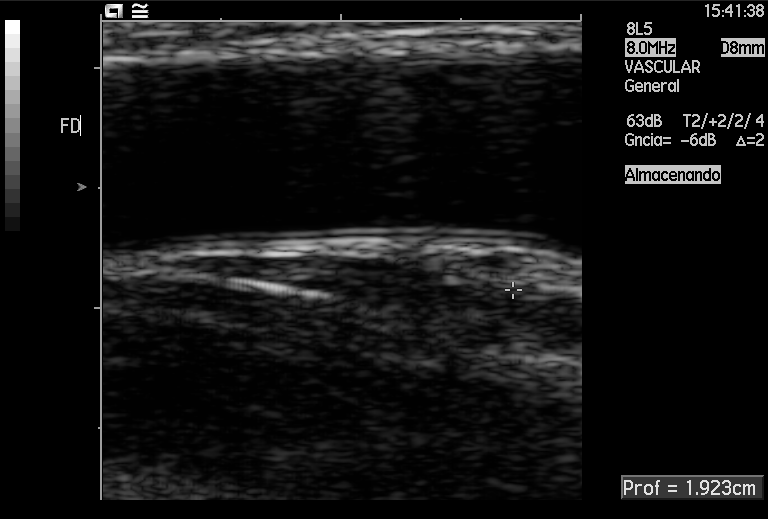 15:41:38
8L5
8.0MHz
VASCULAR
General
FD
63dB T2/+2/2/ 4
Gncia= -6dB Δ=2
Almacenando
Prof = 1.923cm